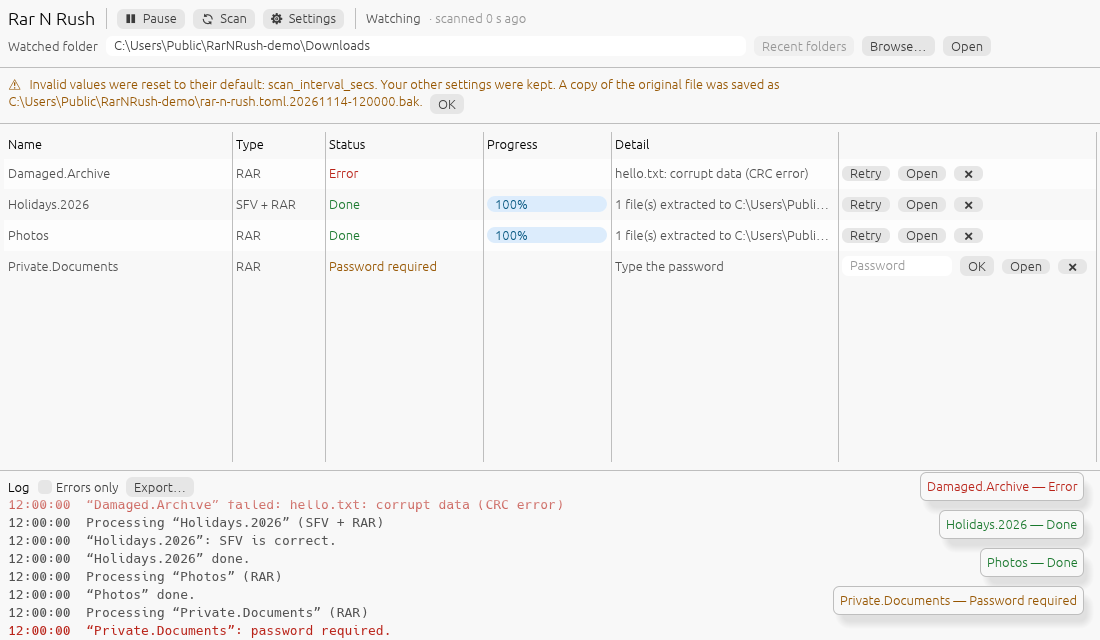 Rar N Rush Pause Scan Settings Watching · scanned 0 s ago
Watched folder C:\Users\Public\RarNRush-demo\Downloads Recent folders Browse… Open
⚠ Invalid values were reset to their default: scan_interval_secs. Your other settings were kept. A copy of the original file was saved as
C:\Users\Public\RarNRush-demo\rar-n-rush.toml.20261114-120000.bak. OK
Name Type Status Progress Detail
Damaged.Archive RAR Error hello.txt: corrupt data (CRC error) Retry Open ×
Holidays.2026 SFV + RAR Done 100% 1 file(s) extracted to C:\Users\Publi… Retry Open ×
Photos RAR Done 100% 1 file(s) extracted to C:\Users\Publi… Retry Open ×
Private.Documents RAR Password required Type the password Password OK Open ×
Log Errors only Export…
12:00:00 “Damaged.Archive” failed: hello.txt: corrupt data (CRC error)
12:00:00 Processing “Holidays.2026” (SFV + RAR)
12:00:00 “Holidays.2026”: SFV is correct.
12:00:00 “Holidays.2026” done.
12:00:00 Processing “Photos” (RAR)
12:00:00 “Photos” done.
12:00:00 Processing “Private.Documents” (RAR)
12:00:00 “Private.Documents”: password required.
Damaged.Archive — Error
Holidays.2026 — Done
Photos — Done
Private.Documents — Password required